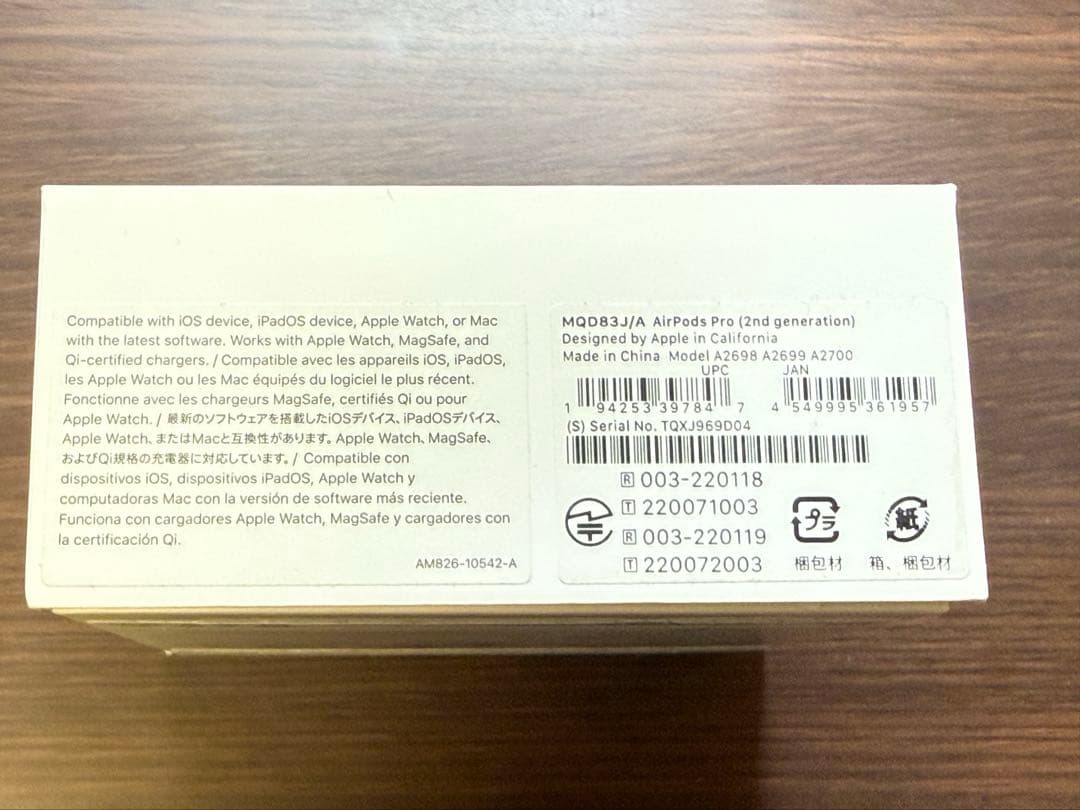 Compatible with iOS device, iPadOS device, Apple Watch, or Mac
with the latest software. Works with Apple Watch, MagSafe, and
Qi-certified chargers. / Compatible avec les appareils iOS, iPadOS,
les Apple Watch ou les Mac équipés du logiciel le plus récent.
Fonctionne avec les chargeurs MagSafe, certifiés Qi ou pour
Apple Watch. / 最新のソフトウェアを搭載したiOSデバイス、iPadOSデバイス、
Apple Watch、またはMacと互換性があります。Apple Watch、MagSafe、
およびQi規格の充電器に対応しています。/ Compatible con
dispositivos iOS, dispositivos iPadOS, Apple Watch y
computadoras Mac con la versión de software más reciente.
Funciona con cargadores Apple Watch, MagSafe y cargadores con
la certificación Qi.
AM826-10542-A
MQD83J/A AirPods Pro (2nd generation)
Designed by Apple in California
Made in China Model A2698 A2699 A2700
UPC JAN
1 94253 39784 7 4 549995 361957
(S) Serial No. TQXJ969D04
R 003-220118
T 220071003
R 003-220119
T 220072003
プラ
梱包材
紙
箱、梱包材